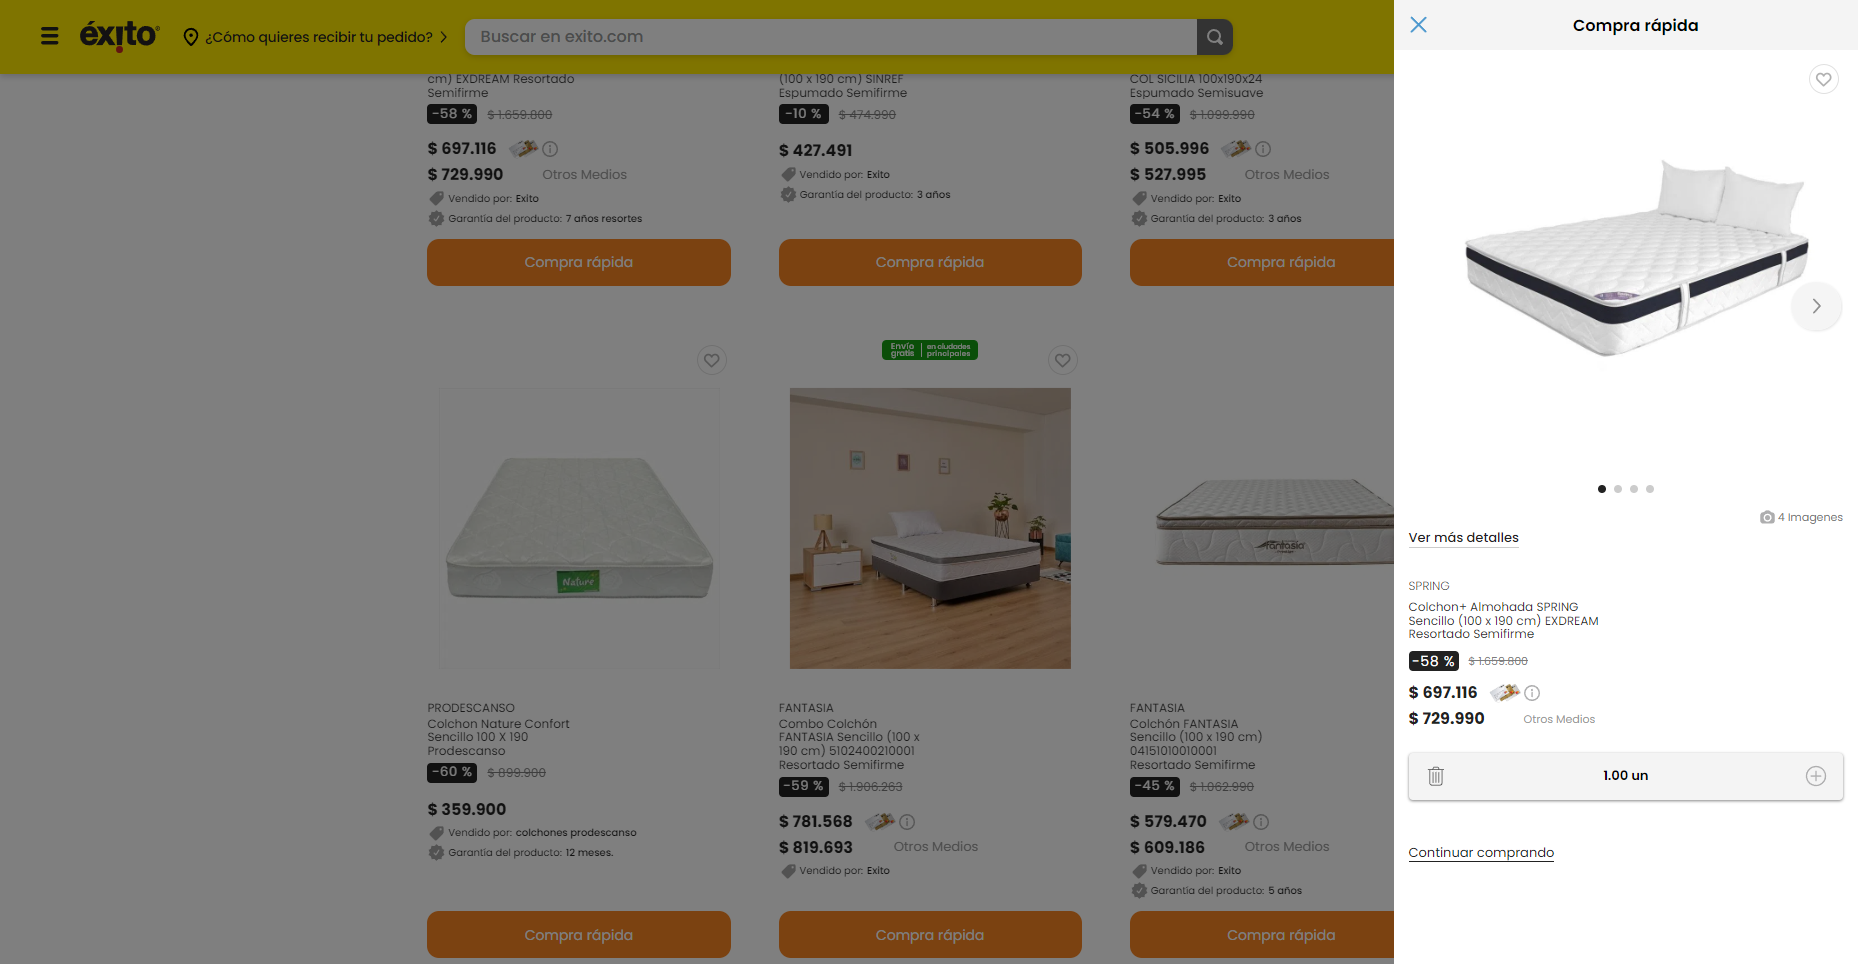 éxito
¿Cómo quieres recibir tu pedido?
Buscar en exito.com
cm) EXDREAM Resortado
Semifirme
-58 % $ 1.659.800
$ 697.116
$ 729.990 Otros Medios
Vendido por: Exito
Garantía del producto: 7 años resortes
Compra rápida
(100 x 190 cm) SINREF
Espumado Semifirme
-10 % $ 474.990
$ 427.491
Vendido por: Exito
Garantía del producto: 3 años
Compra rápida
COL SICILIA 100x190x24
Espumado Semisuave
-54 % $ 1.099.990
$ 505.996
$ 527.995 Otros Medios
Vendido por: Exito
Garantía del producto: 3 años
Compra rápida
Nature
PRODESCANSO
Colchon Nature Confort
Sencillo 100 X 190
Prodescanso
-60 % $ 899.900
$ 359.900
Vendido por: colchones prodescanso
Garantía del producto: 12 meses.
Compra rápida
Envío gratis en ciudades principales
FANTASIA
Combo Colchón
FANTASIA Sencillo (100 x
190 cm) 5102400210001
Resortado Semifirme
-59 % $ 1.906.263
$ 781.568
$ 819.693 Otros Medios
Vendido por: Exito
Compra rápida
fantasia
FANTASIA
Colchón FANTASIA
Sencillo (100 x 190 cm)
04151010010001
Resortado Semifirme
-45 % $ 1.062.990
$ 579.470
$ 609.186 Otros Medios
Vendido por: Exito
Garantía del producto: 5 años
Compra rápida
Compra rápida
4 Imagenes
Ver más detalles
SPRING
Colchon+ Almohada SPRING
Sencillo (100 x 190 cm) EXDREAM
Resortado Semifirme
-58 % $ 1.659.800
$ 697.116
$ 729.990 Otros Medios
1.00 un
Continuar comprando